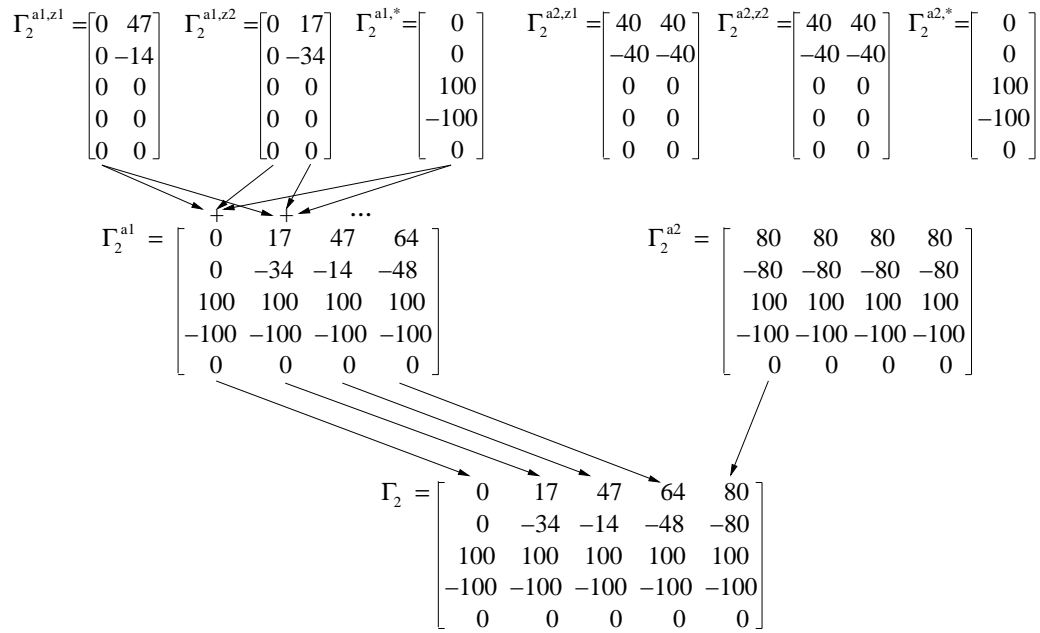 Γ₂^{a1,z1} = [0 47; 0 −14; 0 0; 0 0; 0 0]
Γ₂^{a1,z2} = [0 17; 0 −34; 0 0; 0 0; 0 0]
Γ₂^{a1,*} = [0; 0; 100; −100; 0]
Γ₂^{a2,z1} = [40 40; −40 −40; 0 0; 0 0; 0 0]
Γ₂^{a2,z2} = [40 40; −40 −40; 0 0; 0 0; 0 0]
Γ₂^{a2,*} = [0; 0; 100; −100; 0]
+ + ...
Γ₂^{a1} =
0 17 47 64
0 −34 −14 −48
100 100 100 100
−100 −100 −100 −100
0 0 0 0
Γ₂^{a2} =
80 80 80 80
−80 −80 −80 −80
100 100 100 100
−100 −100 −100 −100
0 0 0 0
Γ₂ =
0 17 47 64 80
0 −34 −14 −48 −80
100 100 100 100 100
−100 −100 −100 −100 −100
0 0 0 0 0